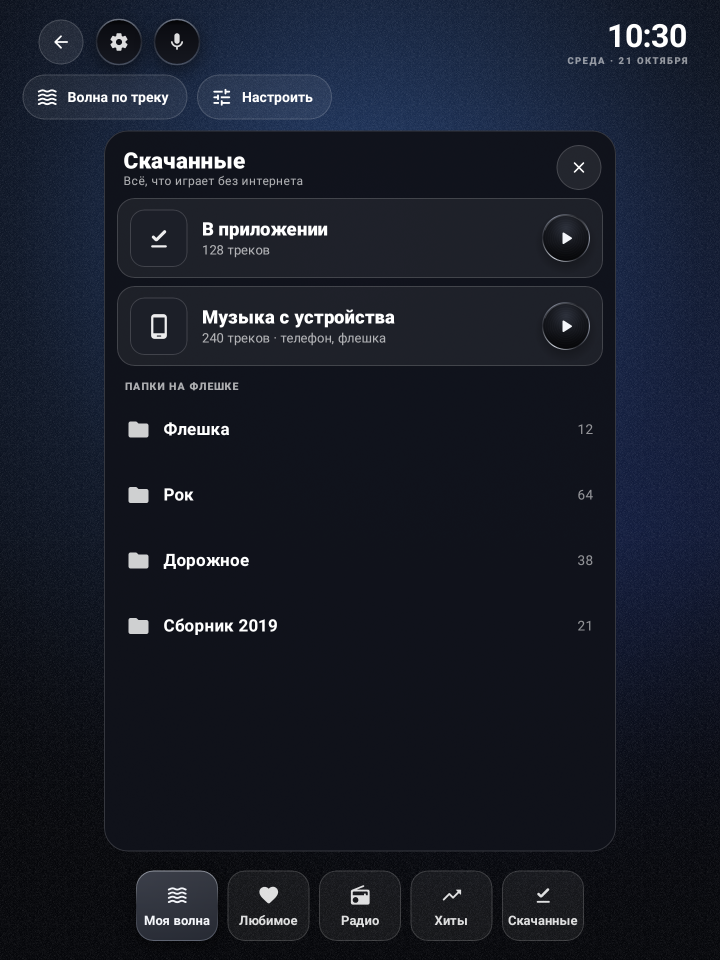 10:30
СРЕДА · 21 ОКТЯБРЯ
Волна по треку
Настроить
Скачанные
Всё, что играет без интернета
В приложении
128 треков
Музыка с устройства
240 треков · телефон, флешка
ПАПКИ НА ФЛЕШКЕ
Флешка 12
Рок 64
Дорожное 38
Сборник 2019 21
Моя волна
Любимое
Радио
Хиты
Скачанные